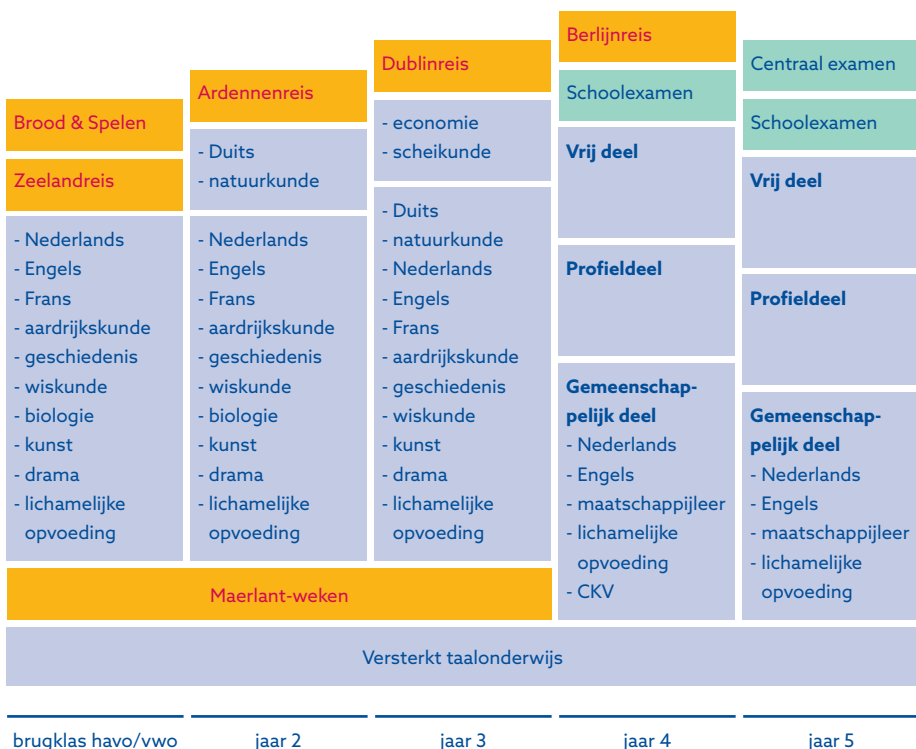 Brood & Spelen
Zeelandreis
- Nederlands
- Engels
- Frans
- aardrijkskunde
- geschiedenis
- wiskunde
- biologie
- kunst
- drama
- lichamelijke
opvoeding
Ardennenreis
- Duits
- natuurkunde
- Nederlands
- Engels
- Frans
- aardrijkskunde
- geschiedenis
- wiskunde
- biologie
- kunst
- drama
- lichamelijke
opvoeding
Dublinreis
- economie
- scheikunde
- Duits
- natuurkunde
- Nederlands
- Engels
- Frans
- aardrijkskunde
- geschiedenis
- wiskunde
- kunst
- drama
- lichamelijke
opvoeding
Berlijnreis
Schoolexamen
Vrij deel
Profieldeel
Gemeenschap-
pelijk deel
- Nederlands
- Engels
- maatschappijleer
- lichamelijke
opvoeding
- CKV
Centraal examen
Schoolexamen
Vrij deel
Profieldeel
Gemeenschap-
pelijk deel
- Nederlands
- Engels
- maatschappijleer
- lichamelijke
opvoeding
Maerlant-weken
Versterkt taalonderwijs
brugklas havo/vwo
jaar 2
jaar 3
jaar 4
jaar 5